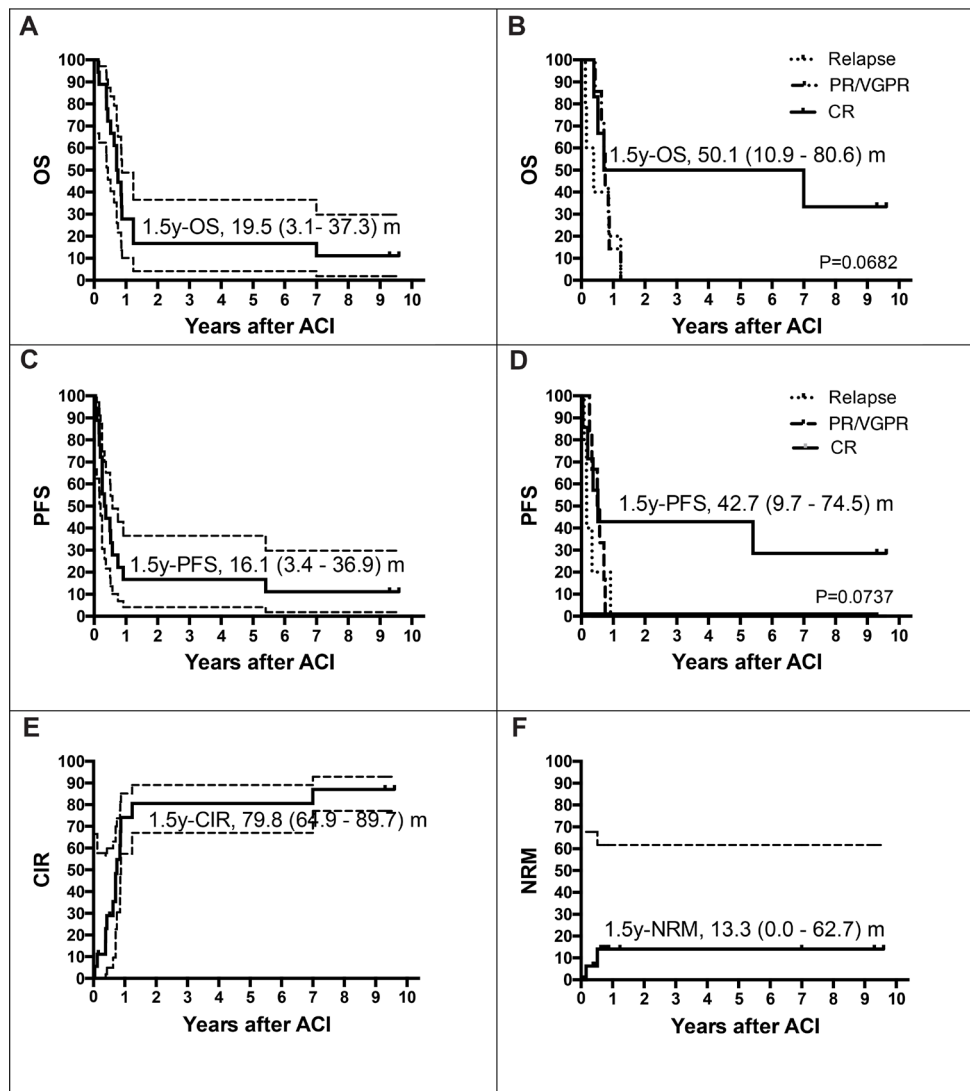 A
100
90
80
70
60
50
40
30
20
10
0
OS
1.5y-OS, 19.5 (3.1- 37.3) m
0 1 2 3 4 5 6 7 8 9 10
Years after ACI
B
100
90
80
70
60
50
40
30
20
10
0
OS
Relapse
PR/VGPR
CR
1.5y-OS, 50.1 (10.9 - 80.6) m
P=0.0682
0 1 2 3 4 5 6 7 8 9 10
Years after ACI
C
100
90
80
70
60
50
40
30
20
10
0
PFS
1.5y-PFS, 16.1 (3.4 - 36.9) m
0 1 2 3 4 5 6 7 8 9 10
Years after ACI
D
100
90
80
70
60
50
40
30
20
10
0
PFS
Relapse
PR/VGPR
CR
1.5y-PFS, 42.7 (9.7 - 74.5) m
P=0.0737
0 1 2 3 4 5 6 7 8 9 10
Years after ACI
E
100
90
80
70
60
50
40
30
20
10
0
CIR
1.5y-CIR, 79.8 (64.9 - 89.7) m
0 1 2 3 4 5 6 7 8 9 10
Years after ACI
F
100
90
80
70
60
50
40
30
20
10
0
NRM
1.5y-NRM, 13.3 (0.0 - 62.7) m
0 1 2 3 4 5 6 7 8 9 10
Years after ACI